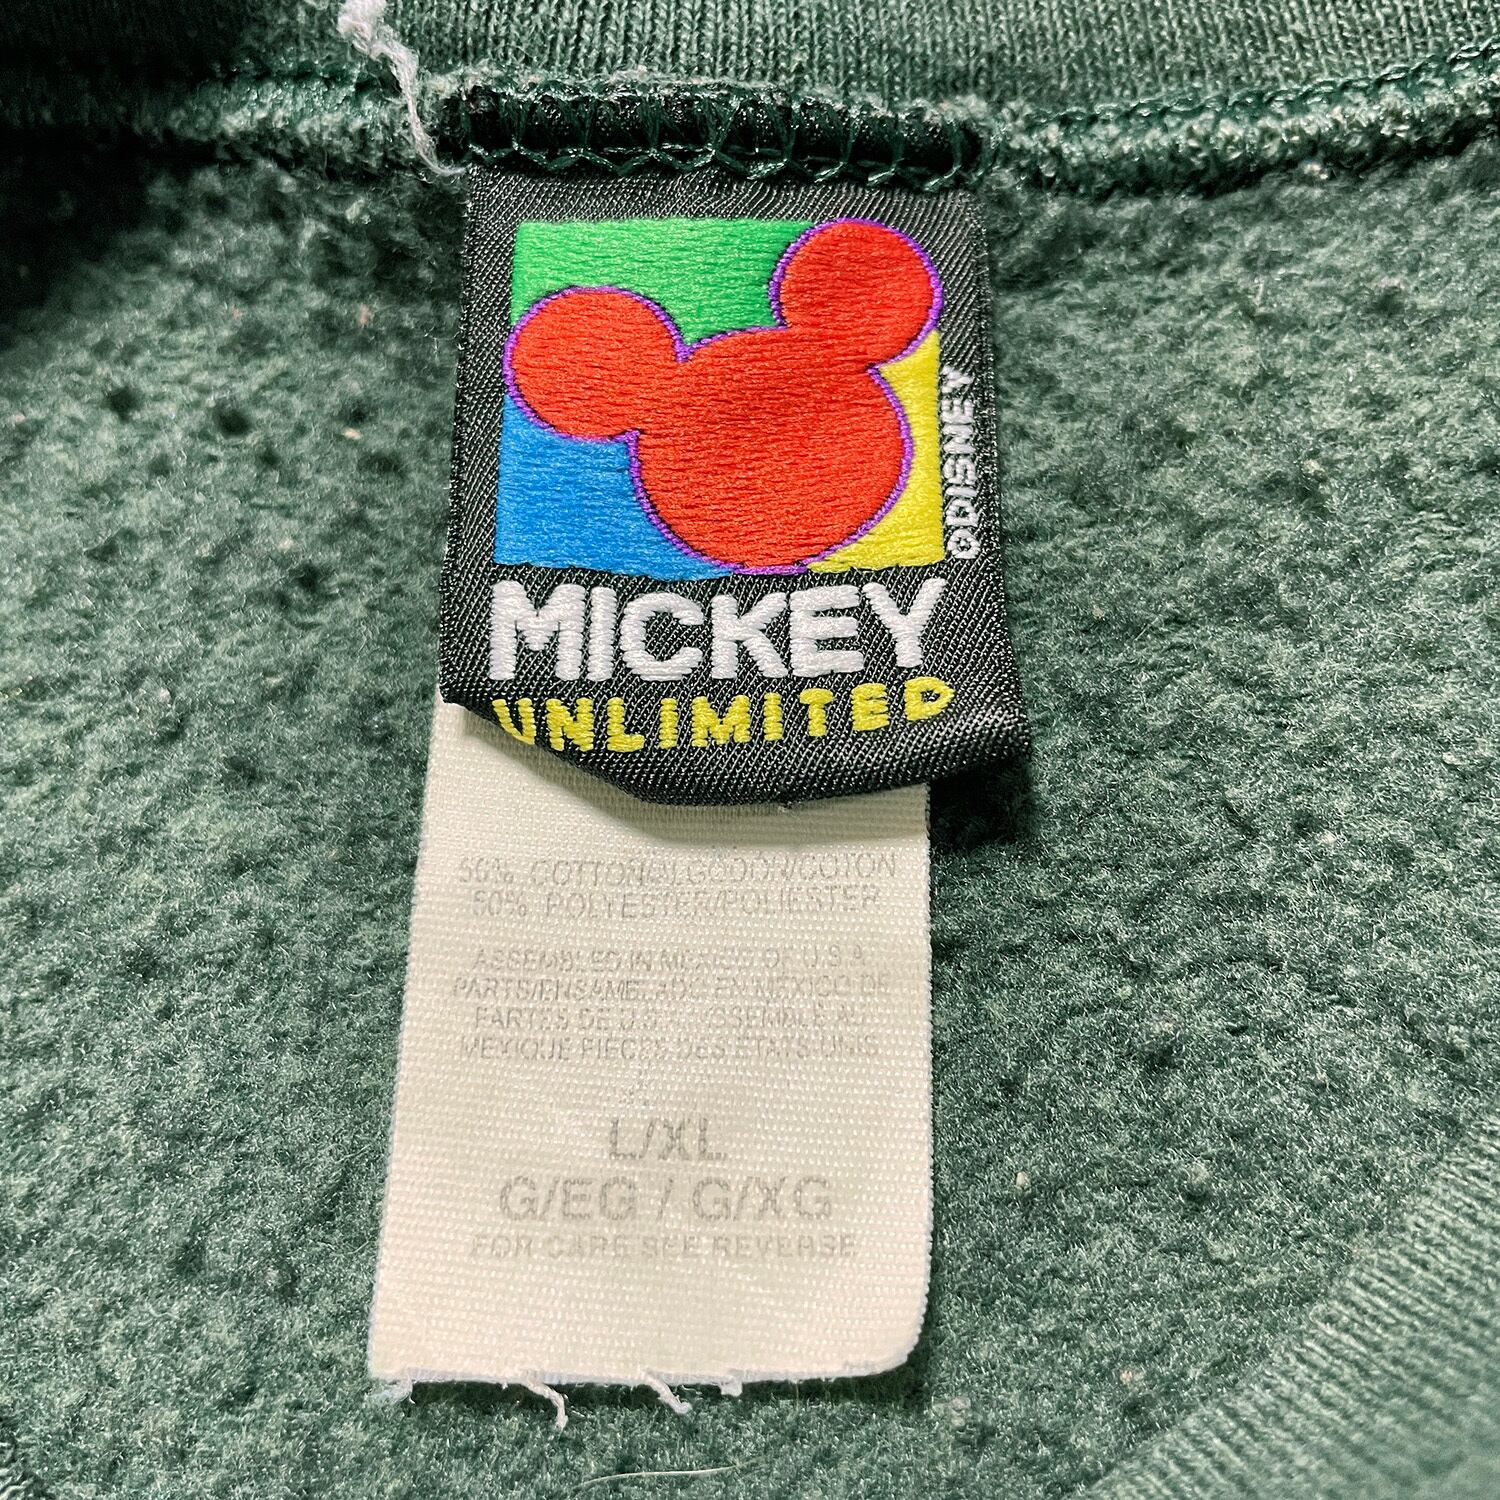 ©DISNEY
MICKEY
UNLIMITED
50% COTTON/ALGODON/COTON
50% POLYESTER/POLIESTER
ASSEMBLED IN MEXICO OF U.S.A.
PARTS/ENSAMBLADO EN MEXICO DE
PARTES DE U.S. ASSEMBLE AU
MEXIQUE PIECES DES ETATS-UNIS
L/XL
G/EG / G/XG
FOR CARE SEE REVERSE